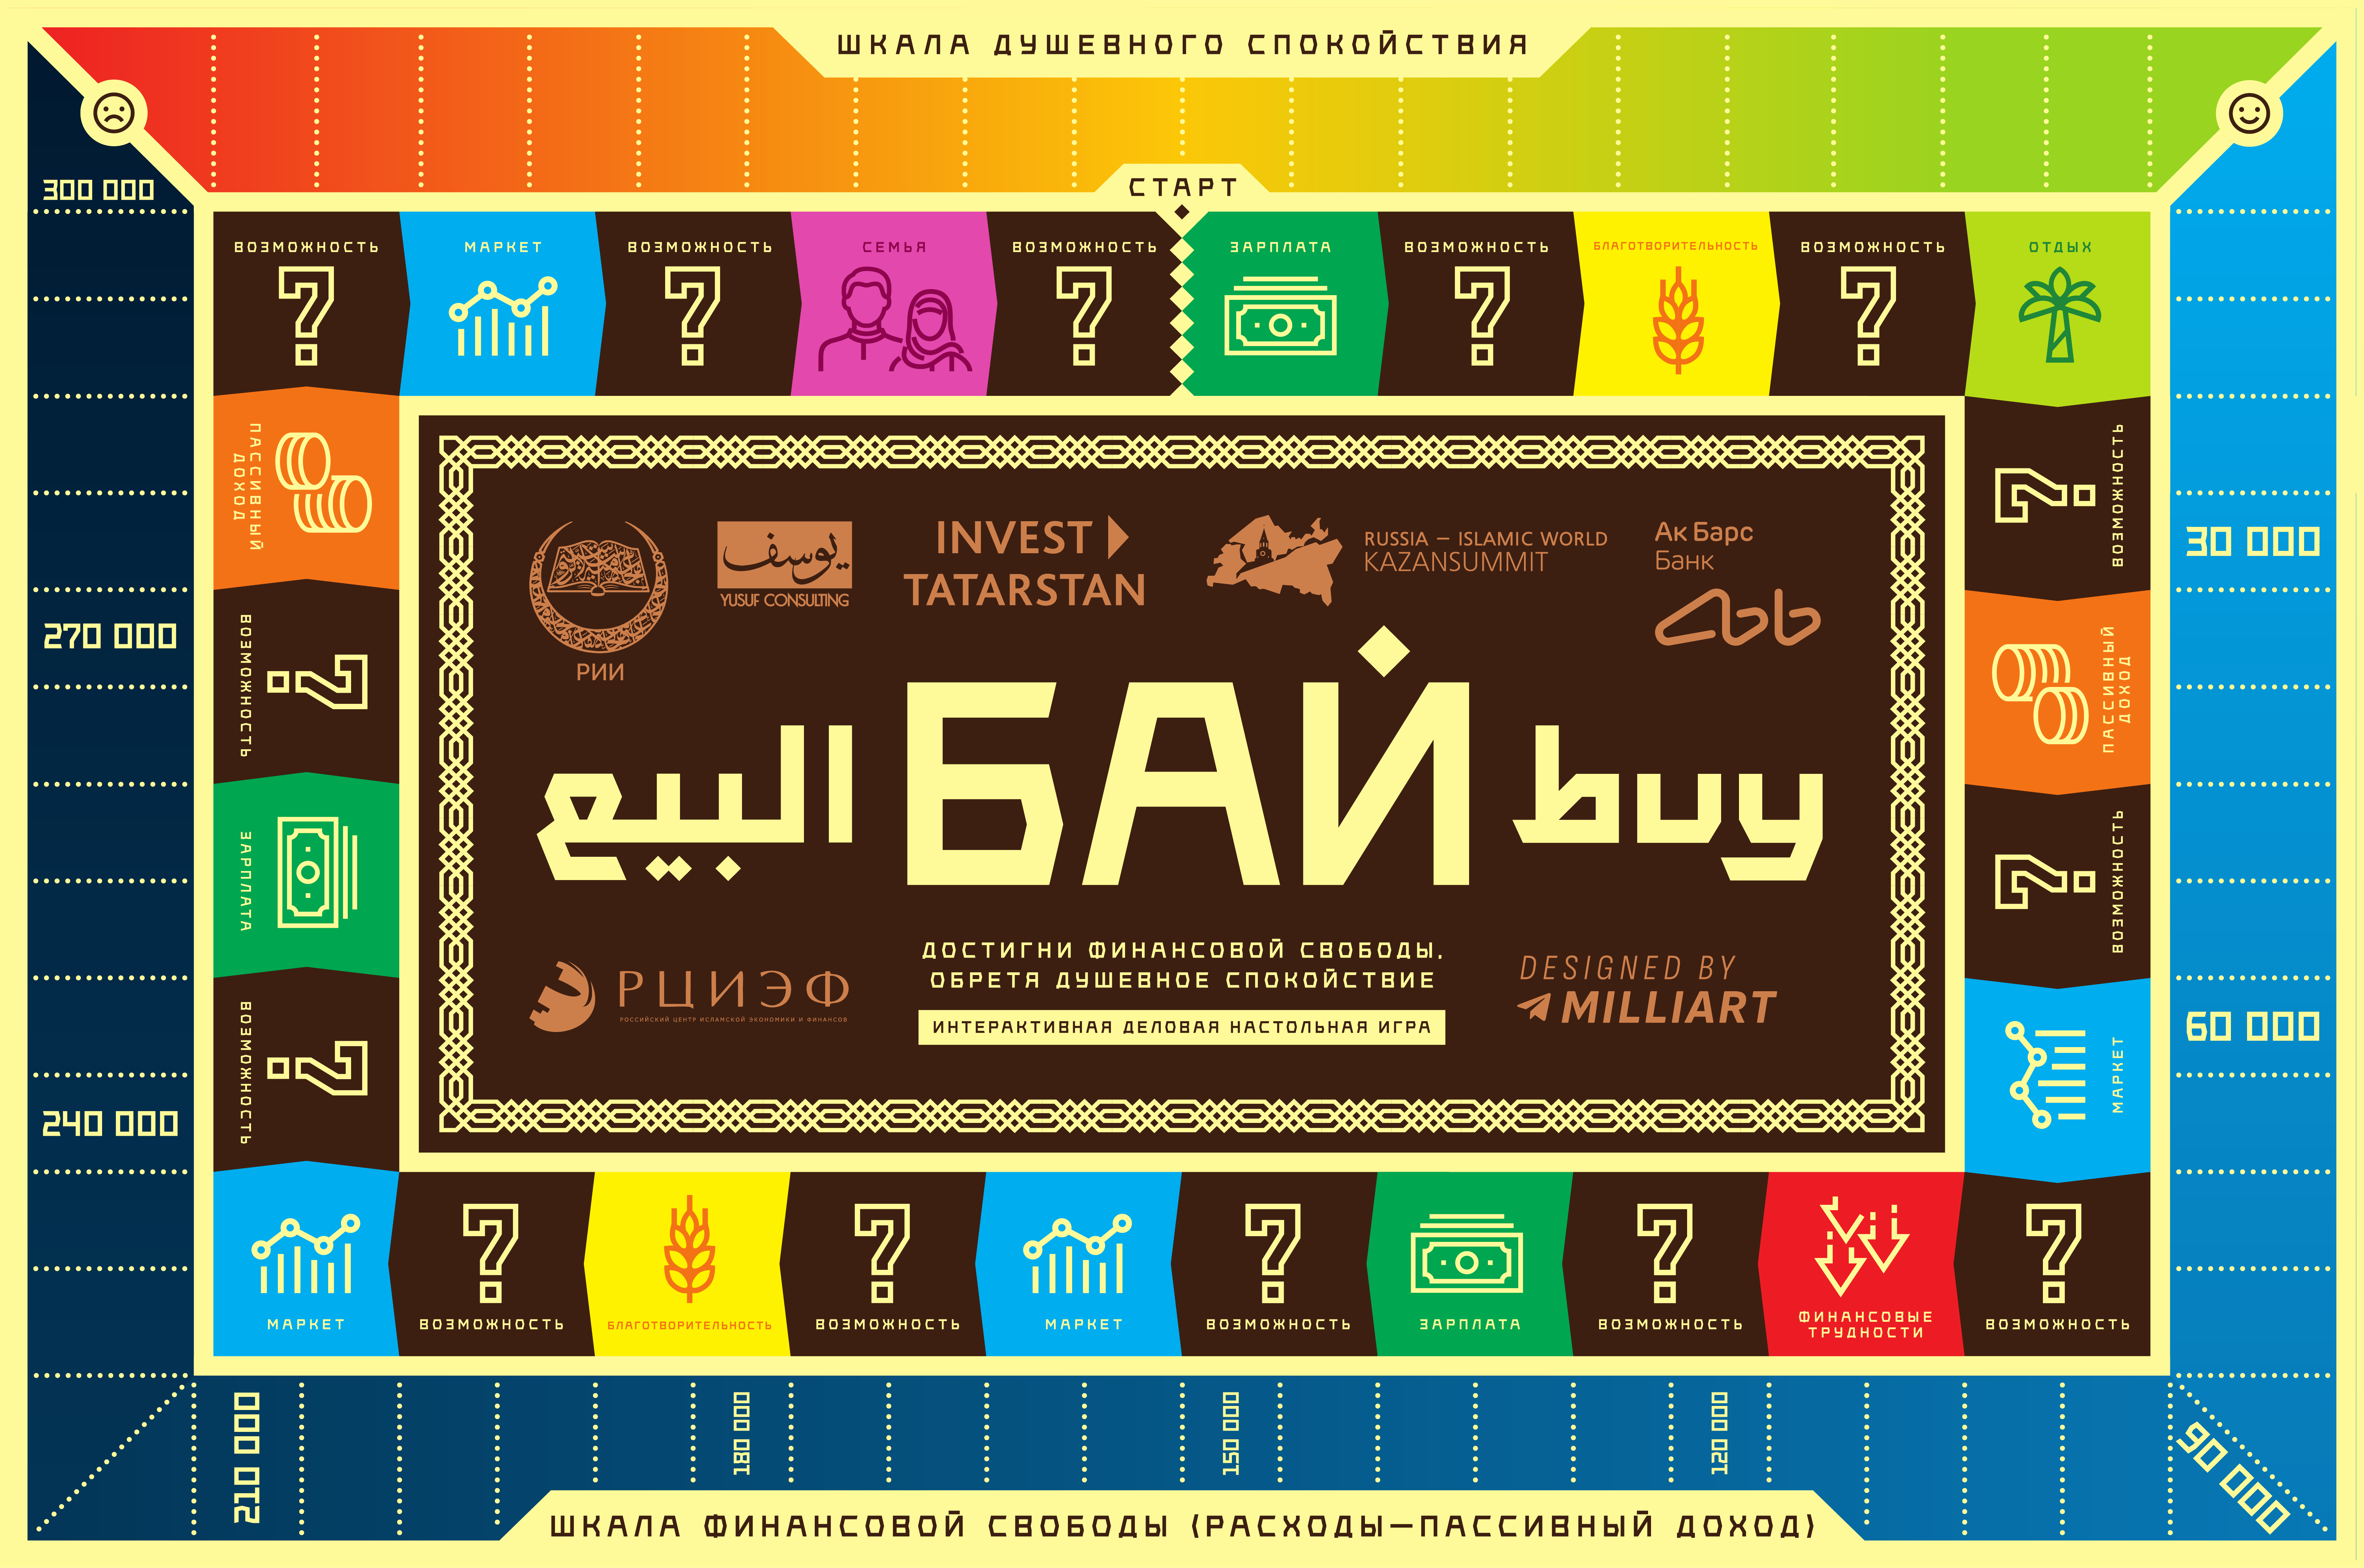 ШКАЛА ДУШЕВНОГО СПОКОЙСТВИЯ
СТАРТ
300 000
ВОЗМОЖНОСТЬ
МАРКЕТ
ВОЗМОЖНОСТЬ
СЕМЬЯ
ВОЗМОЖНОСТЬ
ЗАРПЛАТА
ВОЗМОЖНОСТЬ
БЛАГОТВОРИТЕЛЬНОСТЬ
ВОЗМОЖНОСТЬ
ОТДЫХ
ВОЗМОЖНОСТЬ
30 000
ПАССИВНЫЙ
ДОХОД
ВОЗМОЖНОСТЬ
60 000
МАРКЕТ
ПАССИВНЫЙ
ДОХОД
270 000
ВОЗМОЖНОСТЬ
ЗАРПЛАТА
240 000
ВОЗМОЖНОСТЬ
РИИ
يوسف
YUSUF CONSULTING
INVEST
TATARSTAN
RUSSIA – ISLAMIC WORLD
KAZANSUMMIT
Ак Барс
Банк
البيع
БАЙ
buy
ДОСТИГНИ ФИНАНСОВОЙ СВОБОДЫ,
ОБРЕТЯ ДУШЕВНОЕ СПОКОЙСТВИЕ
ИНТЕРАКТИВНАЯ ДЕЛОВАЯ НАСТОЛЬНАЯ ИГРА
РЦИЭФ
РОССИЙСКИЙ ЦЕНТР ИСЛАМСКОЙ ЭКОНОМИКИ И ФИНАНСОВ
DESIGNED BY
MILLIART
МАРКЕТ
ВОЗМОЖНОСТЬ
БЛАГОТВОРИТЕЛЬНОСТЬ
ВОЗМОЖНОСТЬ
МАРКЕТ
ВОЗМОЖНОСТЬ
ЗАРПЛАТА
ВОЗМОЖНОСТЬ
ФИНАНСОВЫЕ
ТРУДНОСТИ
ВОЗМОЖНОСТЬ
210 000
180 000
150 000
120 000
90 000
ШКАЛА ФИНАНСОВОЙ СВОБОДЫ (РАСХОДЫ—ПАССИВНЫЙ ДОХОД)